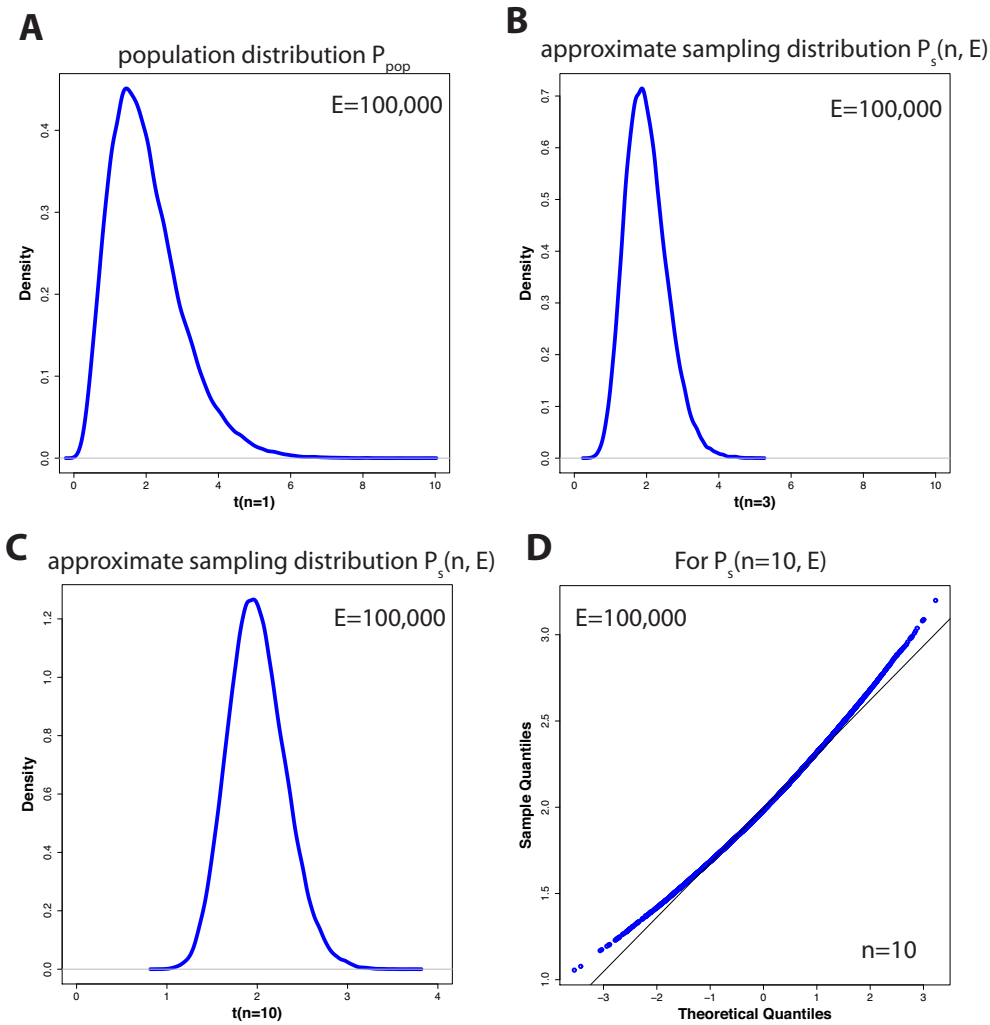 A
population distribution P_pop
E=100,000
Density
0.0
0.1
0.2
0.3
0.4
0 2 4 6 8 10
t(n=1)
B
approximate sampling distribution P_s(n, E)
E=100,000
Density
0.0
0.1
0.2
0.3
0.4
0.5
0.6
0.7
0 2 4 6 8 10
t(n=3)
C
approximate sampling distribution P_s(n, E)
E=100,000
Density
0.0
0.2
0.4
0.6
0.8
1.0
1.2
0 1 2 3 4
t(n=10)
D
For P_s(n=10, E)
E=100,000
Sample Quantiles
1.0
1.5
2.0
2.5
3.0
n=10
−3 −2 −1 0 1 2 3
Theoretical Quantiles